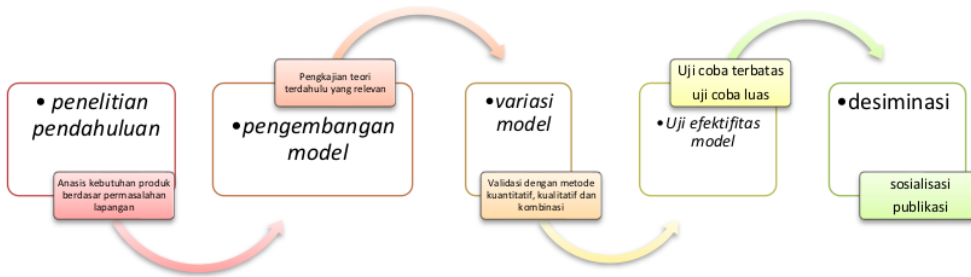 • penelitian
pendahuluan
Anasis kebutuhan produk
berdasar permasalahan
lapangan
Pengkajian teori
terdahulu yang relevan
•pengembangan
model
•variasi
model
Validasi dengan metode
kuantitatif, kualitatif dan
kombinasi
Uji coba terbatas
uji coba luas
•Uji efektifitas
model
•desiminasi
sosialisasi
publikasi